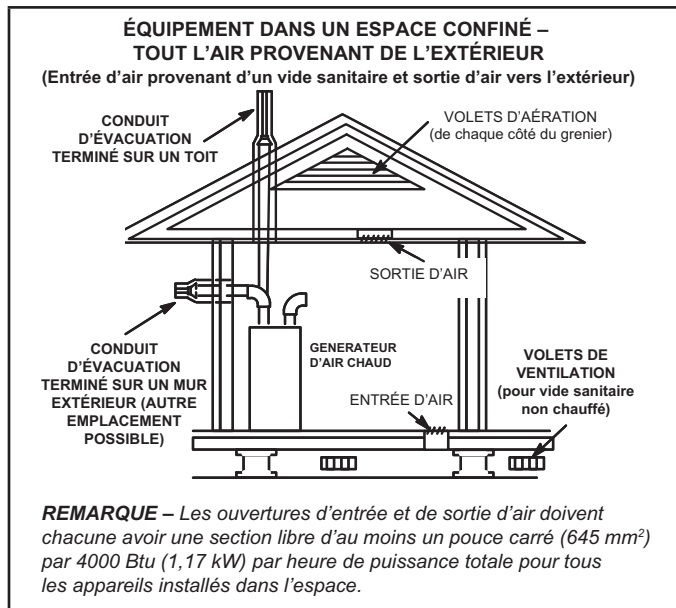 ÉQUIPEMENT DANS UN ESPACE CONFINÉ –
TOUT L'AIR PROVENANT DE L'EXTÉRIEUR
(Entrée d'air provenant d'un vide sanitaire et sortie d'air vers l'extérieur)
CONDUIT
D'ÉVACUATION
TERMINÉ SUR UN TOIT
VOLETS D'AÉRATION
(de chaque côté du grenier)
SORTIE D'AIR
CONDUIT
D'ÉVACUATION
TERMINÉ SUR UN MUR
EXTÉRIEUR (AUTRE
EMPLACEMENT
POSSIBLE)
GENERATEUR
D'AIR CHAUD
ENTRÉE D'AIR
VOLETS DE
VENTILATION
(pour vide sanitaire
non chauffé)
REMARQUE – Les ouvertures d'entrée et de sortie d'air doivent
chacune avoir une section libre d'au moins un pouce carré (645 mm²)
par 4000 Btu (1,17 kW) par heure de puissance totale pour tous
les appareils installés dans l'espace.